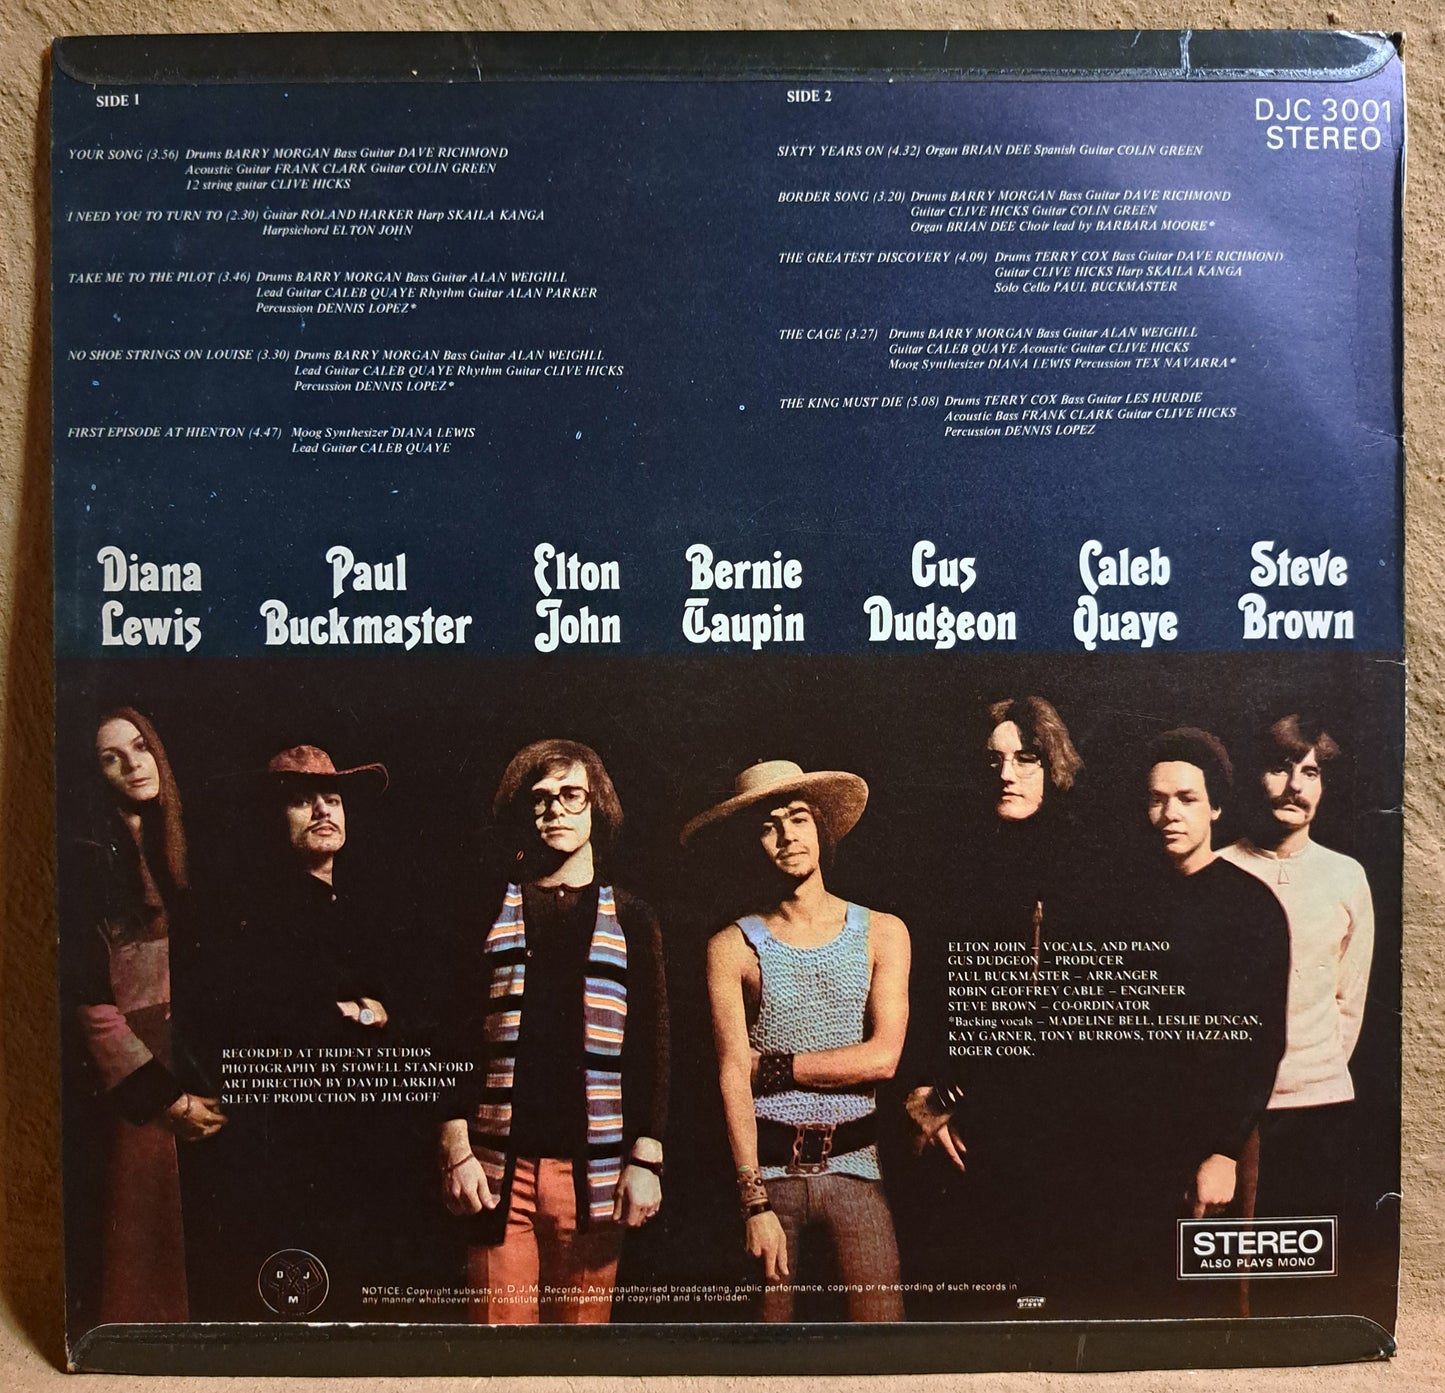 SIDE 1
YOUR SONG (3.56) Drums BARRY MORGAN Bass Guitar DAVE RICHMOND
Acoustic Guitar FRANK CLARK Guitar COLIN GREEN
12 string guitar CLIVE HICKS
I NEED YOU TO TURN TO (2.30) Guitar ROLAND HARKER Harp SKAILA KANGA
Harpsichord ELTON JOHN
TAKE ME TO THE PILOT (3.46) Drums BARRY MORGAN Bass Guitar ALAN WEIGHLL
Lead Guitar CALEB QUAYE Rhythm Guitar ALAN PARKER
Percussion DENNIS LOPEZ*
NO SHOE STRINGS ON LOUISE (3.30) Drums BARRY MORGAN Bass Guitar ALAN WEIGHLL
Lead Guitar CALEB QUAYE Rhythm Guitar CLIVE HICKS
Percussion DENNIS LOPEZ*
FIRST EPISODE AT HIENTON (4.47) Moog Synthesizer DIANA LEWIS
Lead Guitar CALEB QUAYE
SIDE 2
DJC 3001
STEREO
SIXTY YEARS ON (4.32) Organ BRIAN DEE Spanish Guitar COLIN GREEN
BORDER SONG (3.20) Drums BARRY MORGAN Bass Guitar DAVE RICHMOND
Guitar CLIVE HICKS Guitar COLIN GREEN
Organ BRIAN DEE Choir lead by BARBARA MOORE*
THE GREATEST DISCOVERY (4.09) Drums TERRY COX Bass Guitar DAVE RICHMOND
Guitar CLIVE HICKS Harp SKAILA KANGA
Solo Cello PAUL BUCKMASTER
THE CAGE (3.27) Drums BARRY MORGAN Bass Guitar ALAN WEIGHLL
Guitar CALEB QUAYE Acoustic Guitar CLIVE HICKS
Moog Synthesizer DIANA LEWIS Percussion TEX NAVARRA*
THE KING MUST DIE (5.08) Drums TERRY COX Bass Guitar LES HURDIE
Acoustic Bass FRANK CLARK Guitar CLIVE HICKS
Percussion DENNIS LOPEZ
Diana
Lewis
Paul
Buckmaster
Elton
John
Bernie
Taupin
Gus
Dudgeon
Caleb
Quaye
Steve
Brown
RECORDED AT TRIDENT STUDIOS
PHOTOGRAPHY BY STOWELL STANFORD
ART DIRECTION BY DAVID LARKHAM
SLEEVE PRODUCTION BY JIM GOFF
ELTON JOHN – VOCALS, AND PIANO
GUS DUDGEON – PRODUCER
PAUL BUCKMASTER – ARRANGER
ROBIN GEOFFREY CABLE – ENGINEER
STEVE BROWN – CO-ORDINATOR
*Backing vocals – MADELINE BELL, LESLIE DUNCAN,
KAY GARNER, TONY BURROWS, TONY HAZZARD,
ROGER COOK.
STEREO
ALSO PLAYS MONO
D J
M
NOTICE: Copyright subsists in D.J.M. Records. Any unauthorised broadcasting, public performance, copying or re-recording of such records in
any manner whatsoever will constitute an infringement of copyright and is forbidden.
artone
press